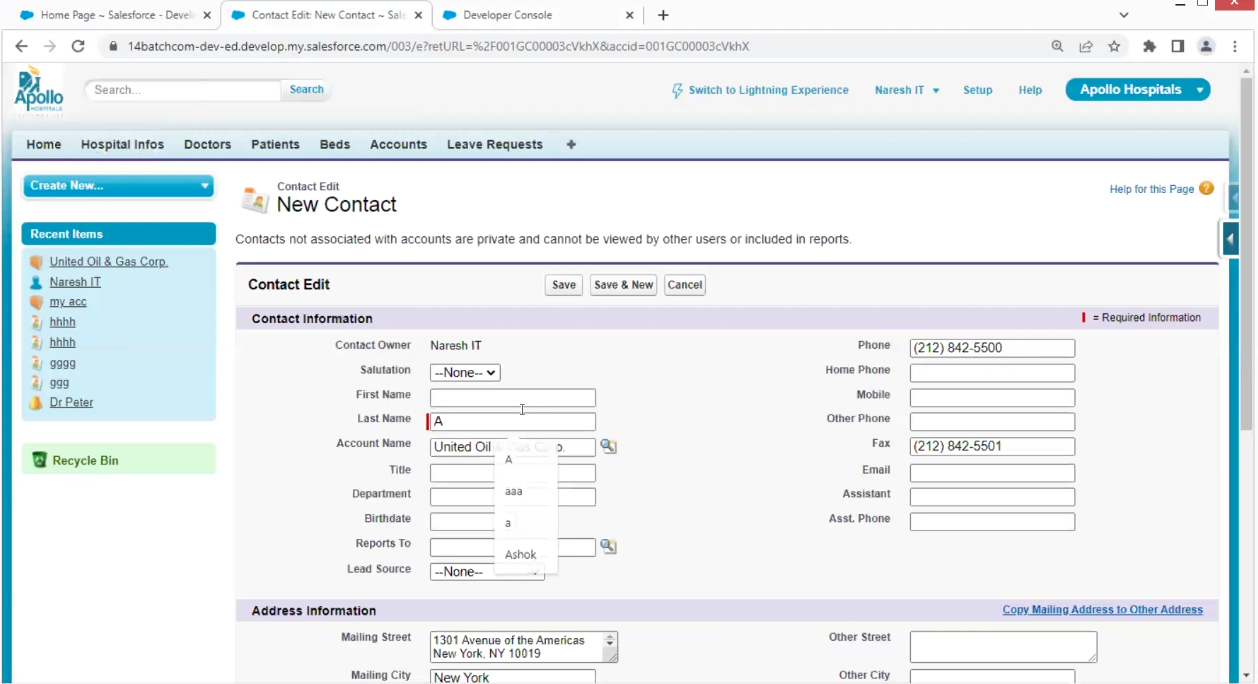 Home Page ~ Salesforce - Develo
Contact Edit: New Contact ~ Sale
Developer Console
14batchcom-dev-ed.develop.my.salesforce.com/003/e?retURL=%2F001GC00003cVkhX&accid=001GC00003cVkhX
Apollo
HOSPITALS
Search...
Search
Switch to Lightning Experience
Naresh IT
Setup
Help
Apollo Hospitals
Home
Hospital Infos
Doctors
Patients
Beds
Accounts
Leave Requests
Create New...
Recent Items
United Oil & Gas Corp.
Naresh IT
my acc
hhhh
hhhh
gggg
ggg
Dr Peter
Recycle Bin
Contact Edit
New Contact
Help for this Page
Contacts not associated with accounts are private and cannot be viewed by other users or included in reports.
Contact Edit
Save
Save & New
Cancel
Contact Information
= Required Information
Contact Owner
Naresh IT
Phone
(212) 842-5500
Salutation
--None--
Home Phone
First Name
Mobile
Last Name
A
Other Phone
Account Name
United Oil & Gas Corp.
Fax
(212) 842-5501
A
Title
Email
aaa
Department
Assistant
Birthdate
a
Asst. Phone
Reports To
Ashok
Lead Source
--None--
Address Information
Copy Mailing Address to Other Address
Mailing Street
1301 Avenue of the Americas
New York, NY 10019
Other Street
Mailing City
New York
Other City